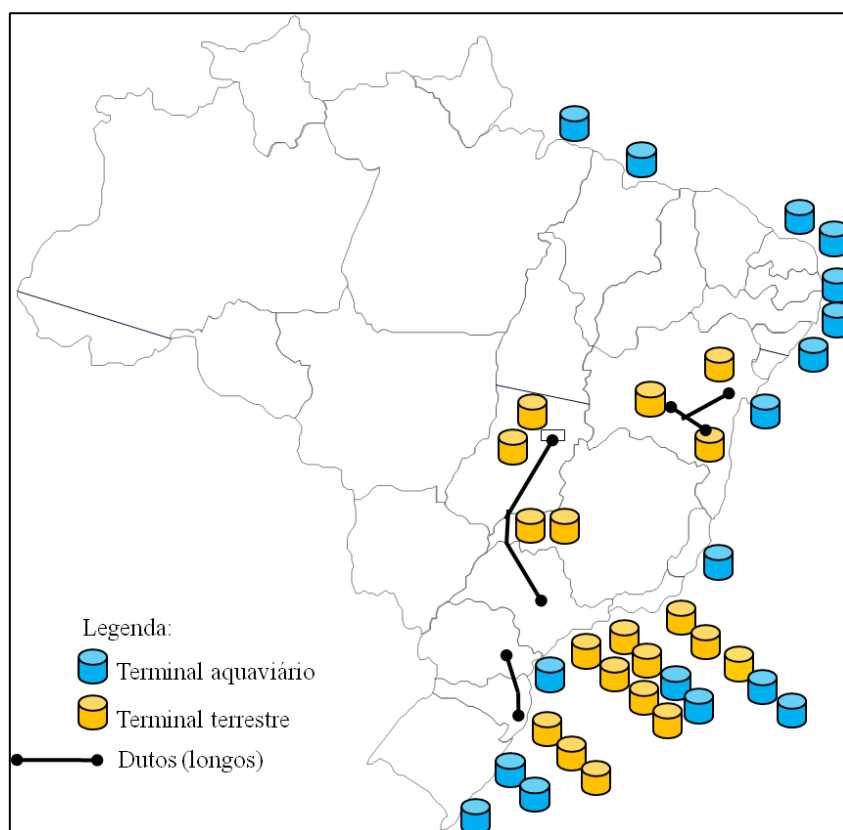 Legenda:
Terminal aquaviário
Terminal terrestre
Dutos (longos)